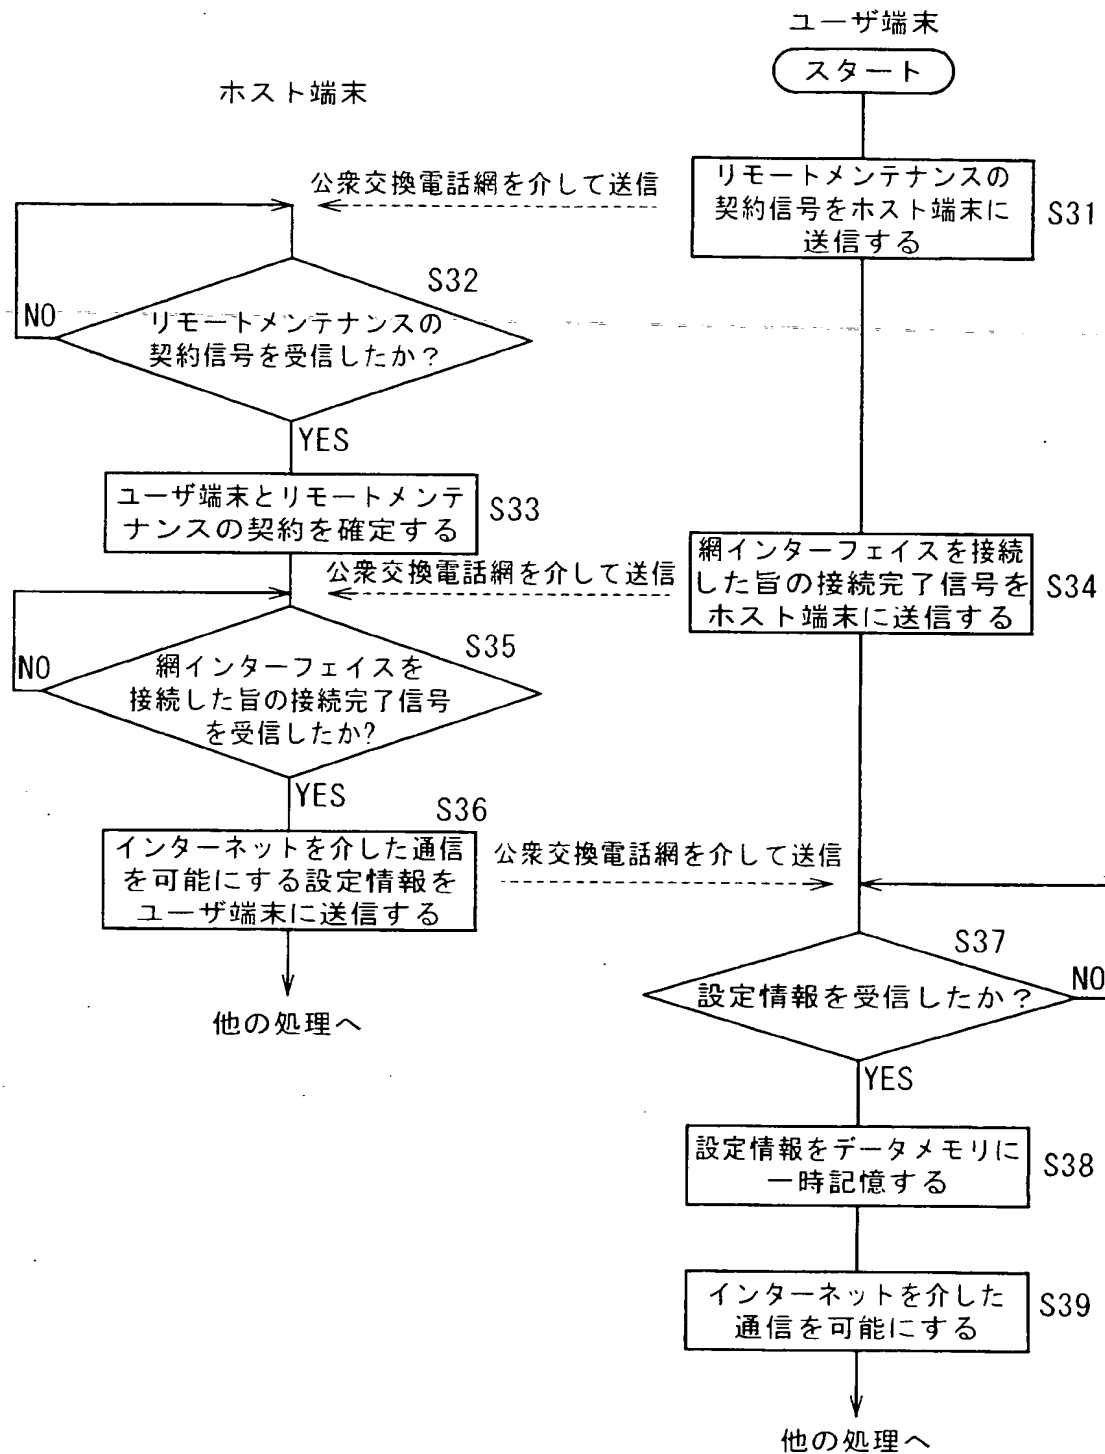 ユーザ端末
スタート
ホスト端末
公衆交換電話網を介して送信
リモートメンテナンスの
契約信号をホスト端末に
送信する
S31
S32
NO
リモートメンテナンスの
契約信号を受信したか?
YES
ユーザ端末とリモートメンテ
ナンスの契約を確定する
S33
公衆交換電話網を介して送信
網インターフェイスを接続
した旨の接続完了信号を
ホスト端末に送信する
S34
S35
NO
網インターフェイスを
接続した旨の接続完了信号
を受信したか?
YES
S36
インターネットを介した通信
を可能にする設定情報を
ユーザ端末に送信する
公衆交換電話網を介して送信
他の処理へ
S37
NO
設定情報を受信したか?
YES
設定情報をデータメモリに
一時記憶する
S38
インターネットを介した
通信を可能にする
S39
他の処理へ